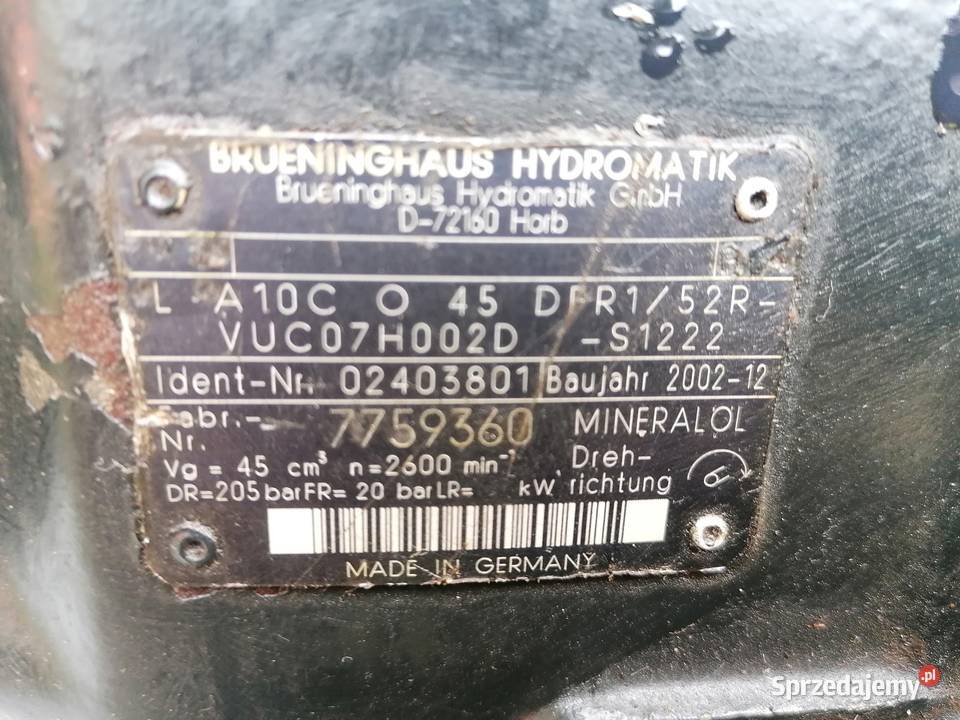 BRUENINGHAUS HYDROMATIK
Brueninghaus Hydromatik GmbH
D-72160 Horb
L A10C O 45 DFR1/52R-
VUC07H002D -S1222
Ident-Nr. 02403801 Baujahr 2002-12
Fabr.-Nr. 7759360 MINERALÖL
Vg = 45 cm³ n=2600 min⁻¹ Dreh-
DR=205bar FR= 20 bar LR= kW richtung
MADE IN GERMANY
Sprzedajemy.pl